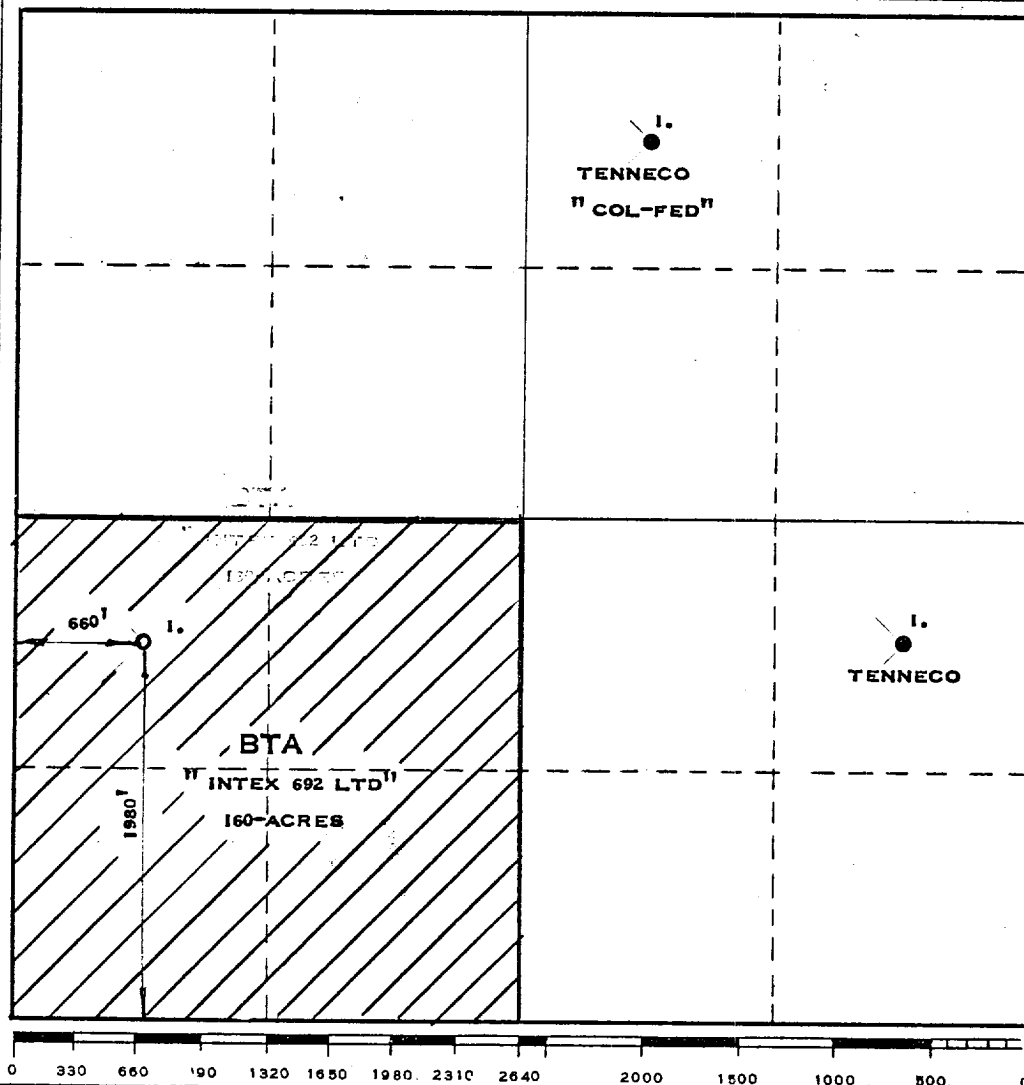 1.
TENNECO
" COL-FED"
660'
1.
1.
TENNECO
BTA
" INTEX 692 LTD"
160-ACRES
1980'
0 330 660 '90 1320 1650 1980. 2310 2640 2000 1500 1000 500